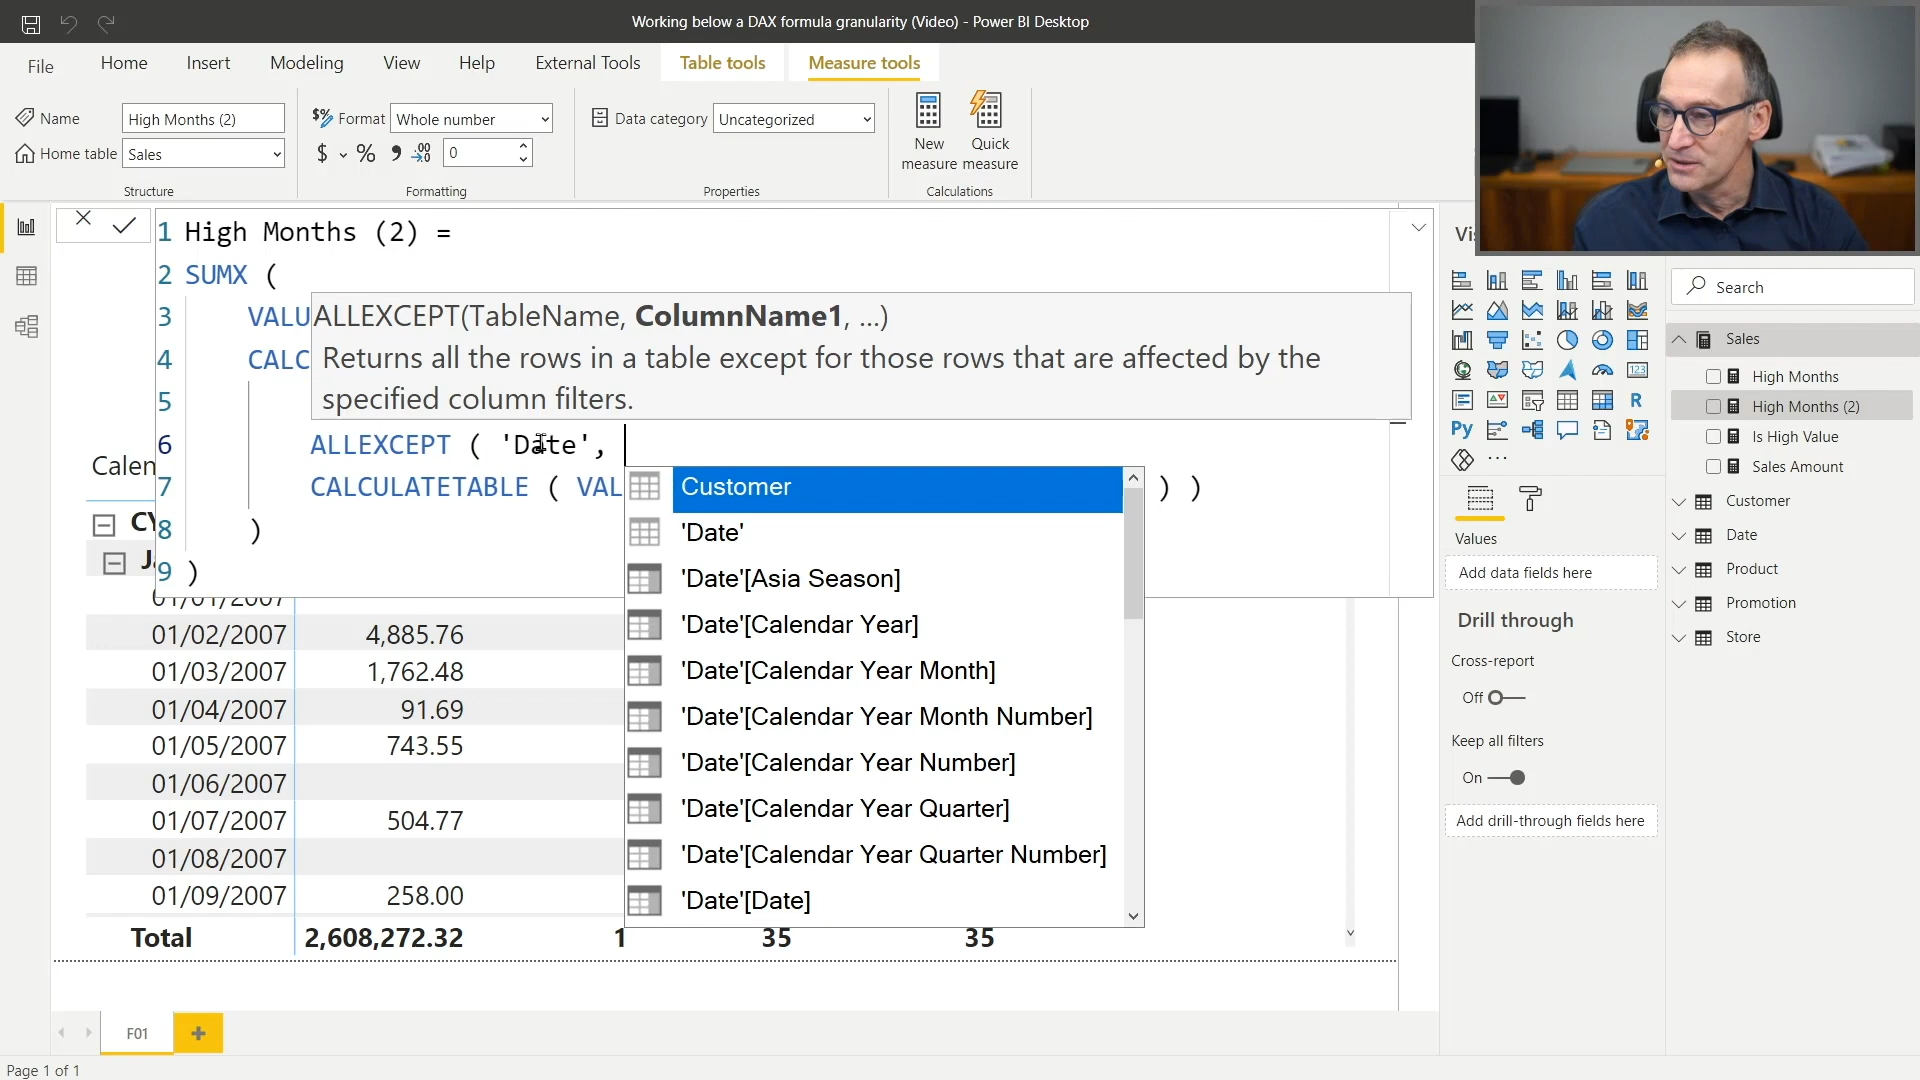 Working below a DAX formula granularity (Video) - Power BI Desktop
File Home Insert Modeling View Help External Tools Table tools Measure tools
Name High Months (2)
Home table Sales
Structure
$% Format Whole number
$ % 0
Formatting
Data category Uncategorized
Properties
New measure
Quick measure
Calculations
1 High Months (2) =
2 SUMX (
3 VALU
4 CALC
5
6 ALLEXCEPT ( 'Date',
7 CALCULATETABLE ( VAL ) )
8 )
9 )
ALLEXCEPT(TableName, ColumnName1, ...)
Returns all the rows in a table except for those rows that are affected by the
specified column filters.
Customer
'Date'
'Date'[Asia Season]
'Date'[Calendar Year]
'Date'[Calendar Year Month]
'Date'[Calendar Year Month Number]
'Date'[Calendar Year Number]
'Date'[Calendar Year Quarter]
'Date'[Calendar Year Quarter Number]
'Date'[Date]
Calen
CY
Ja
01/01/2007
01/02/2007 4,885.76
01/03/2007 1,762.48
01/04/2007 91.69
01/05/2007 743.55
01/06/2007
01/07/2007 504.77
01/08/2007
01/09/2007 258.00
Total 2,608,272.32 1 35 35
Vi
123
R
Py
...
Values
Add data fields here
Drill through
Cross-report
Off
Keep all filters
On
Add drill-through fields here
Search
Sales
High Months
High Months (2)
Is High Value
Sales Amount
Customer
Date
Product
Promotion
Store
F01
+
Page 1 of 1